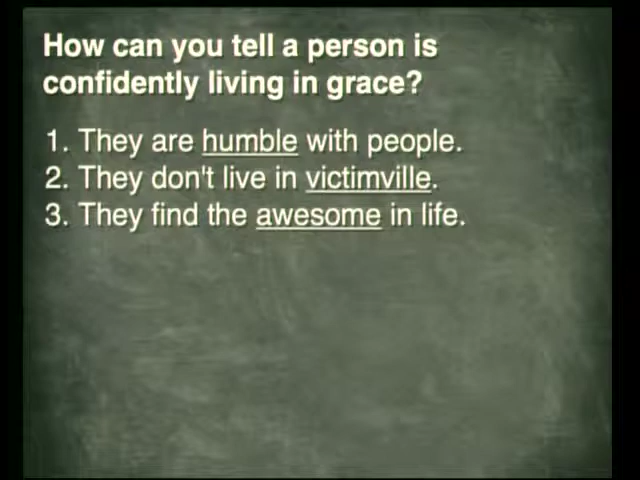 How can you tell a person is
confidently living in grace?
1. They are humble with people.
2. They don't live in victimville.
3. They find the awesome in life.